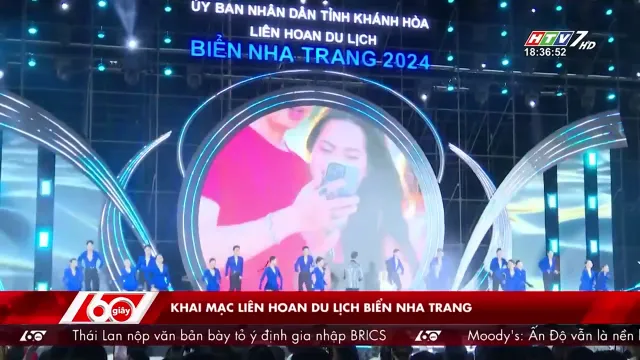 ỦY BAN NHÂN DÂN TỈNH KHÁNH HÒA
LIÊN HOAN DU LỊCH
BIỂN NHA TRANG 2024
HTV7 HD
18:36:52
60 giây
KHAI MẠC LIÊN HOAN DU LỊCH BIỂN NHA TRANG
60 Thái Lan nộp văn bản bày tỏ ý định gia nhập BRICS 60 Moody's: Ấn Độ vẫn là nền